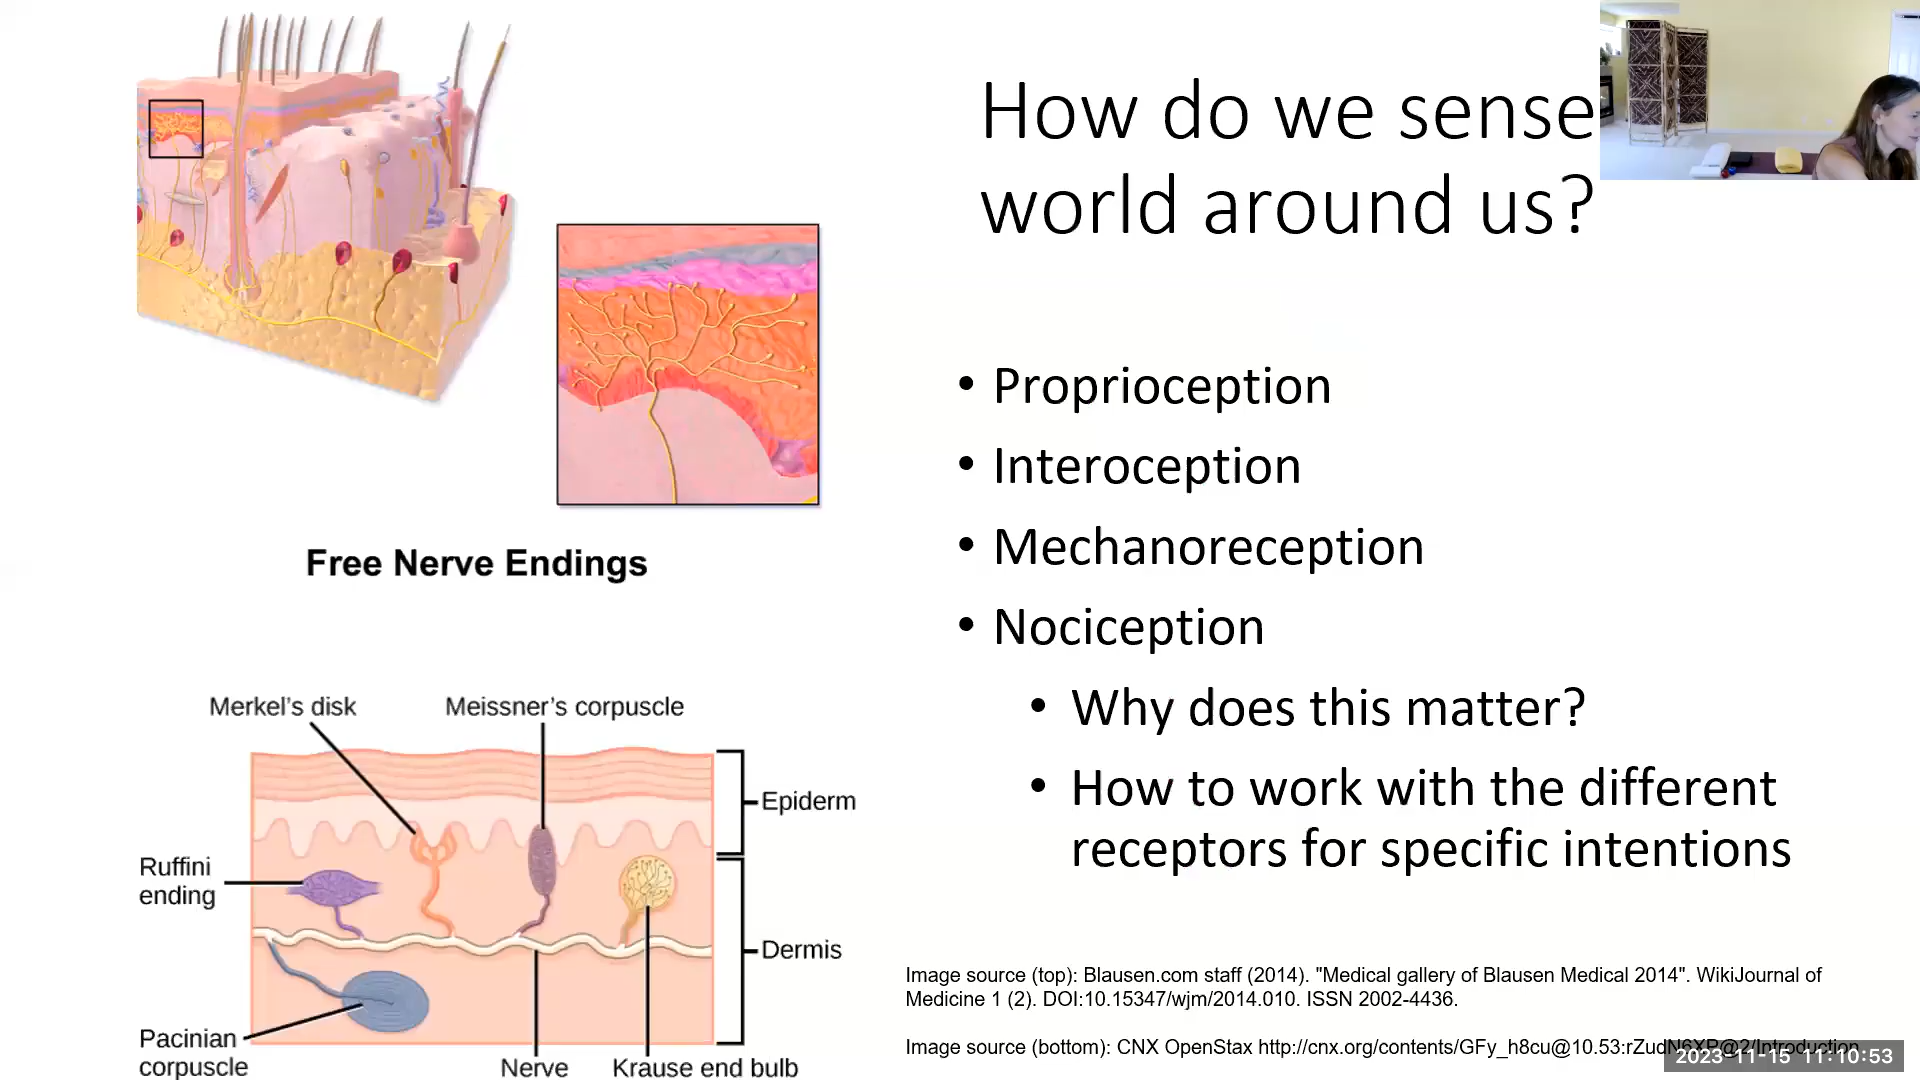 How do we sense
world around us?
Free Nerve Endings
• Proprioception
• Interoception
• Mechanoreception
• Nociception
• Why does this matter?
• How to work with the different
receptors for specific intentions
Merkel's disk
Meissner's corpuscle
Epiderm
Ruffini
ending
Dermis
Pacinian
corpuscle
Nerve
Krause end bulb
Image source (top): Blausen.com staff (2014). "Medical gallery of Blausen Medical 2014". WikiJournal of
Medicine 1 (2). DOI:10.15347/wjm/2014.010. ISSN 2002-4436.
Image source (bottom): CNX OpenStax http://cnx.org/contents/GFy_h8cu@10.53:rZudN6XP@2/Introduction
2023-11-15 11:10:53